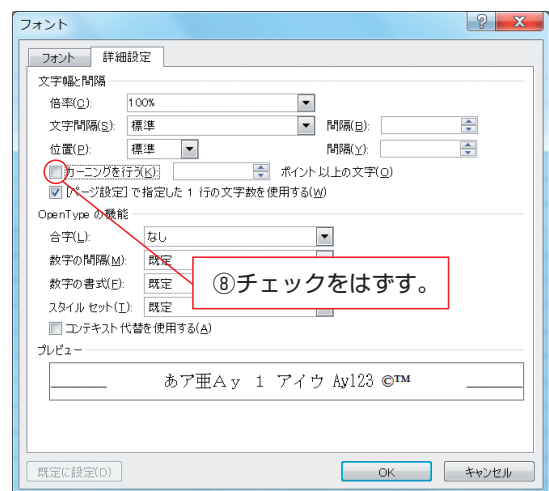 フォント
フォント 詳細設定
文字幅と間隔
倍率(C): 100%
文字間隔(S): 標準 間隔(B):
位置(P): 標準 間隔(Y):
カーニングを行う(K): ポイント以上の文字(O)
[ページ設定] で指定した 1 行の文字数を使用する(W)
OpenType の機能
合字(L): なし
数字の間隔(M): 既定
数字の書式(F): 既定
⑧チェックをはずす。
スタイル セット(T): 既定
コンテキスト代替を使用する(A)
プレビュー
あア亜Ａｙ １ アイウ Ay123 ©™
既定に設定(D) OK キャンセル